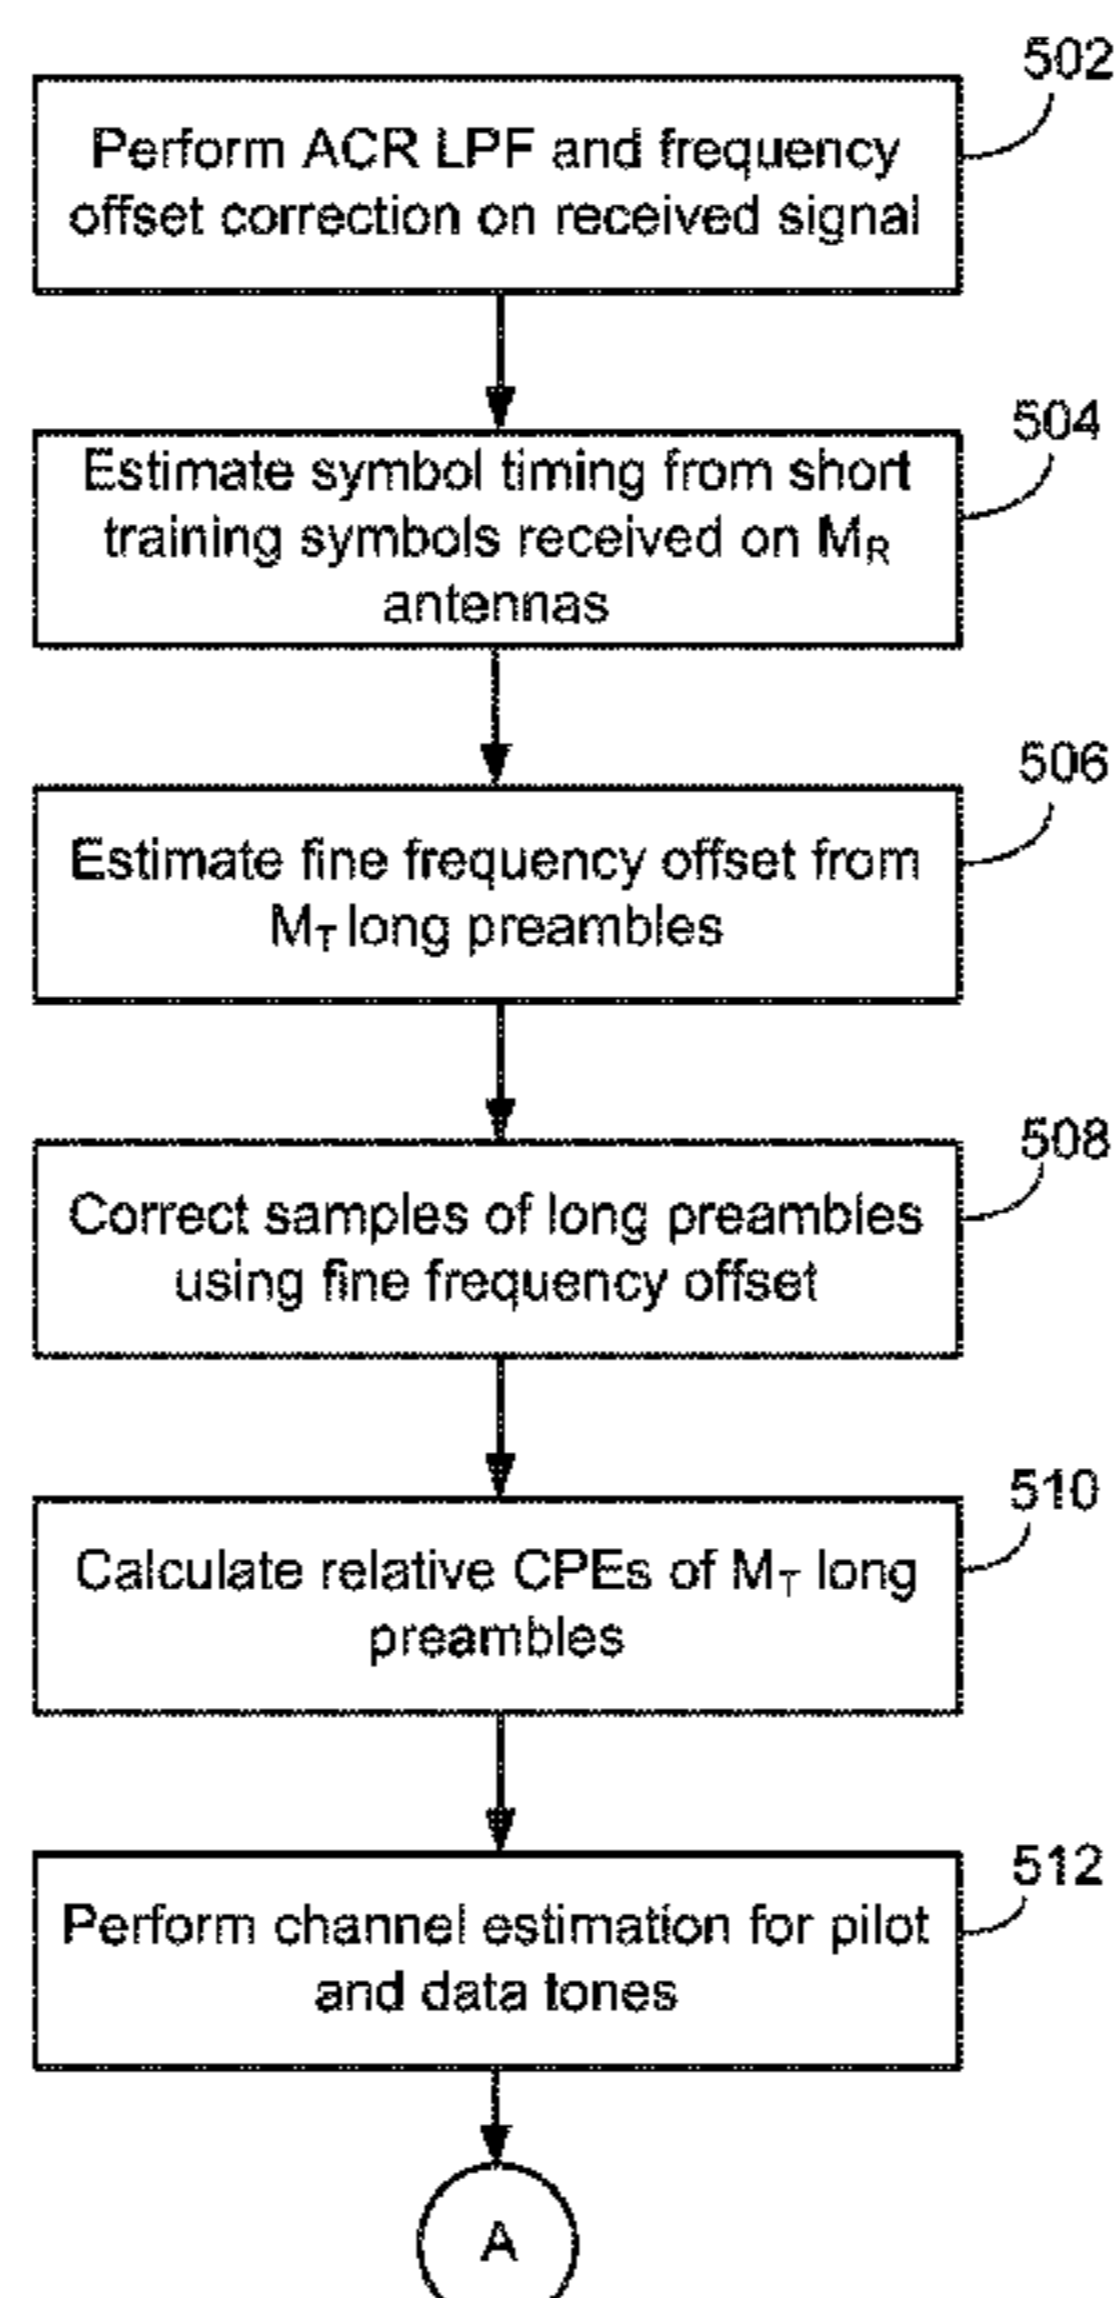 502
Perform ACR LPF and frequency
offset correction on received signal
504
Estimate symbol timing from short
training symbols received on MR
antennas
506
Estimate fine frequency offset from
MT long preambles
508
Correct samples of long preambles
using fine frequency offset
510
Calculate relative CPEs of MT long
preambles
512
Perform channel estimation for pilot
and data tones
A